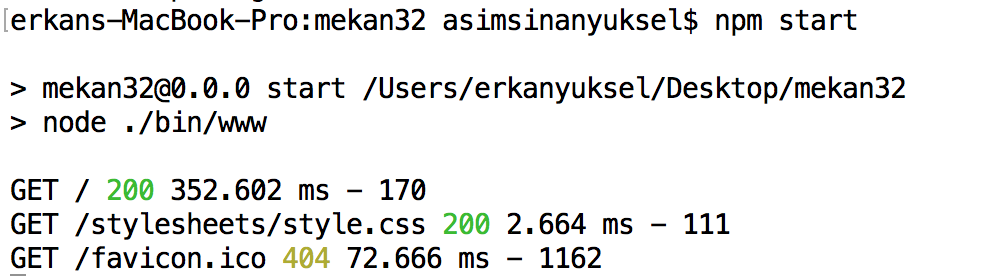 [erkans-MacBook-Pro:mekan32 asimsinanyuksel$ npm start
> mekan32@0.0.0 start /Users/erkanyuksel/Desktop/mekan32
> node ./bin/www
GET / 200 352.602 ms - 170
GET /stylesheets/style.css 200 2.664 ms - 111
GET /favicon.ico 404 72.666 ms - 1162